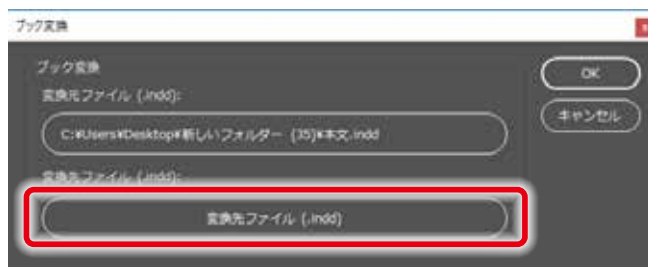 ブック変換
ブック変換
OK
変換元ファイル (.indd):
キャンセル
C:¥Users¥Desktop¥新しいフォルダー (35)¥本文.indd
変換先ファイル (.indd):
変換先ファイル (.indd)